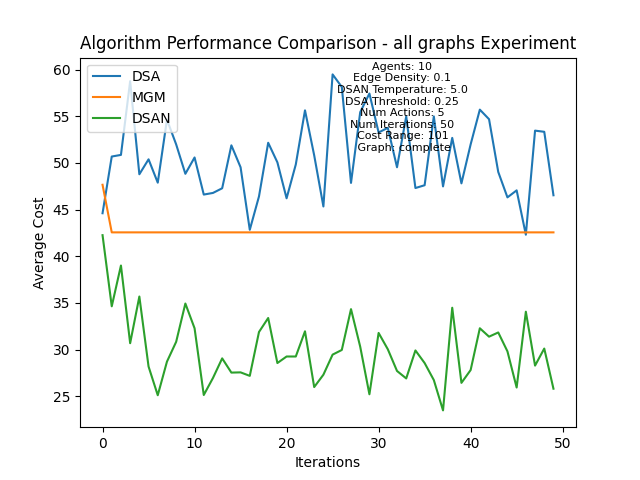 Algorithm Performance Comparison - all graphs Experiment
DSA
MGM
DSAN
Agents: 10
Edge Density: 0.1
DSAN Temperature: 5.0
DSA Threshold: 0.25
Num Actions: 5
Num Iterations: 50
Cost Range: 101
Graph: complete
Average Cost
60
55
50
45
40
35
30
25
0
10
20
30
40
50
Iterations